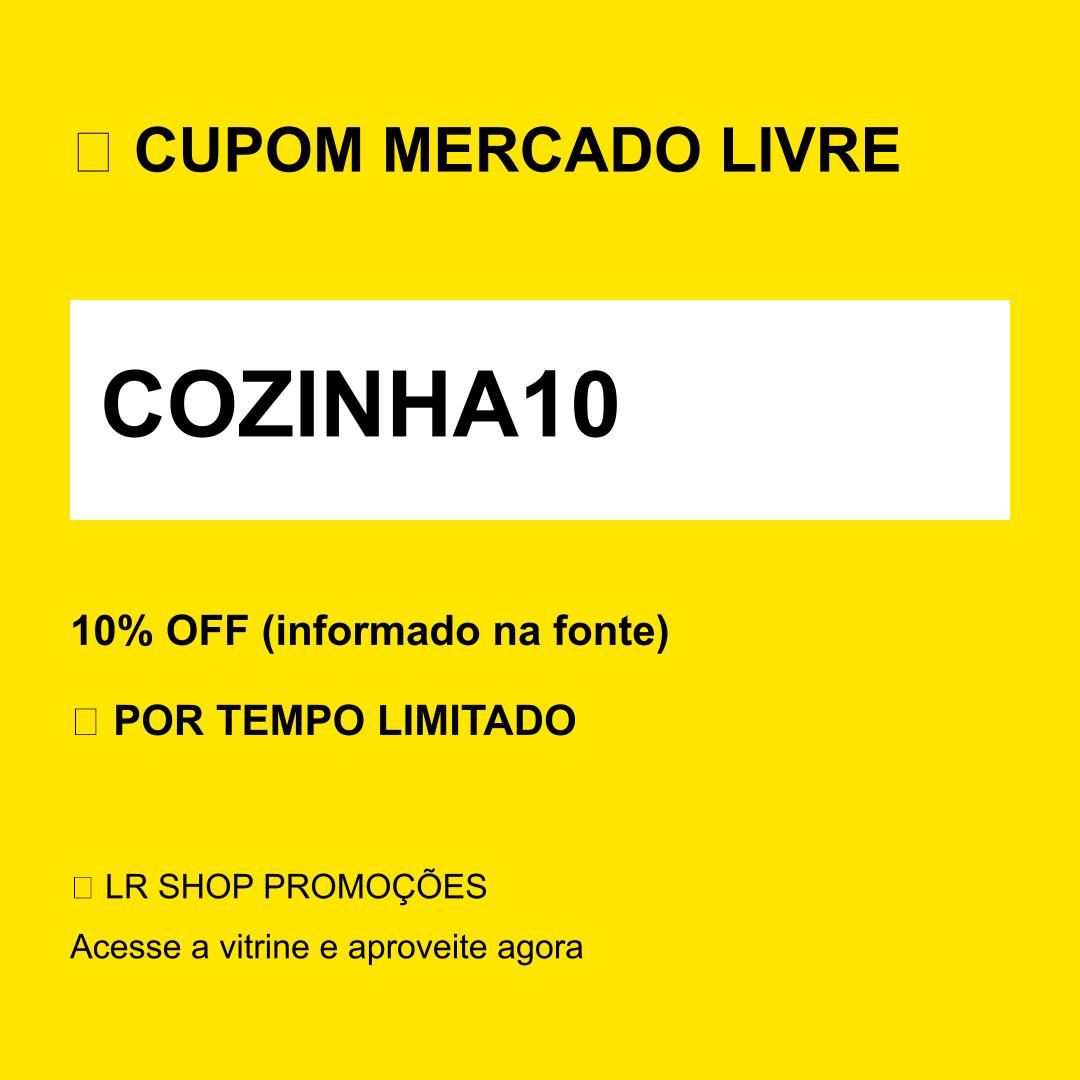 □ CUPOM MERCADO LIVRE
COZINHA10
10% OFF (informado na fonte)
□ POR TEMPO LIMITADO
□ LR SHOP PROMOÇÕES
Acesse a vitrine e aproveite agora